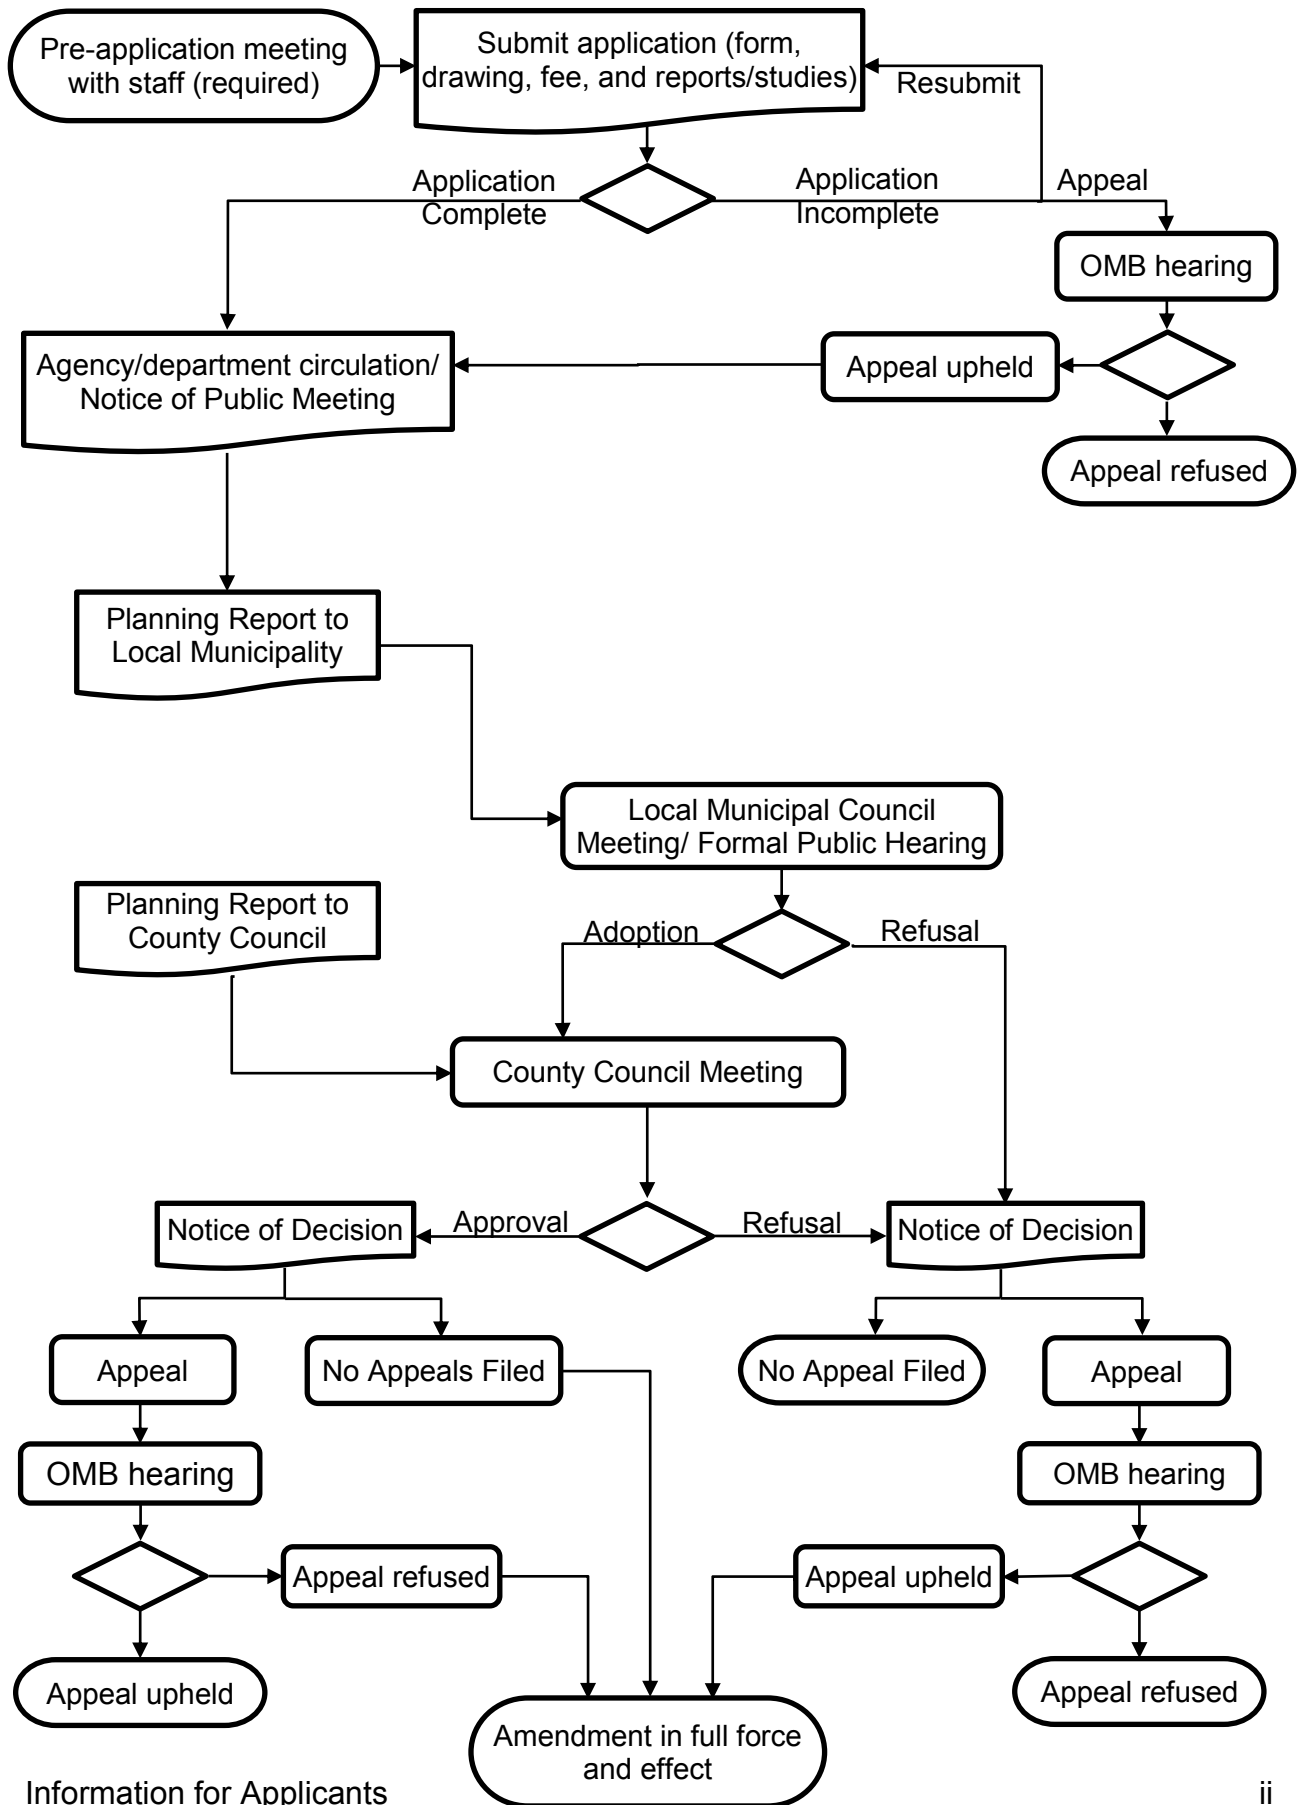 Pre-application meeting
with staff (required)
Submit application (form,
drawing, fee, and reports/studies)
Resubmit
Application
Complete
Application
Incomplete
Appeal
OMB hearing
Agency/department circulation/
Notice of Public Meeting
Appeal upheld
Appeal refused
Planning Report to
Local Municipality
Local Municipal Council
Meeting/ Formal Public Hearing
Planning Report to
County Council
Adoption
Refusal
County Council Meeting
Notice of Decision
Approval
Refusal
Notice of Decision
Appeal
No Appeals Filed
No Appeal Filed
Appeal
OMB hearing
OMB hearing
Appeal refused
Appeal upheld
Appeal upheld
Appeal refused
Amendment in full force
and effect
Information for Applicants
ii